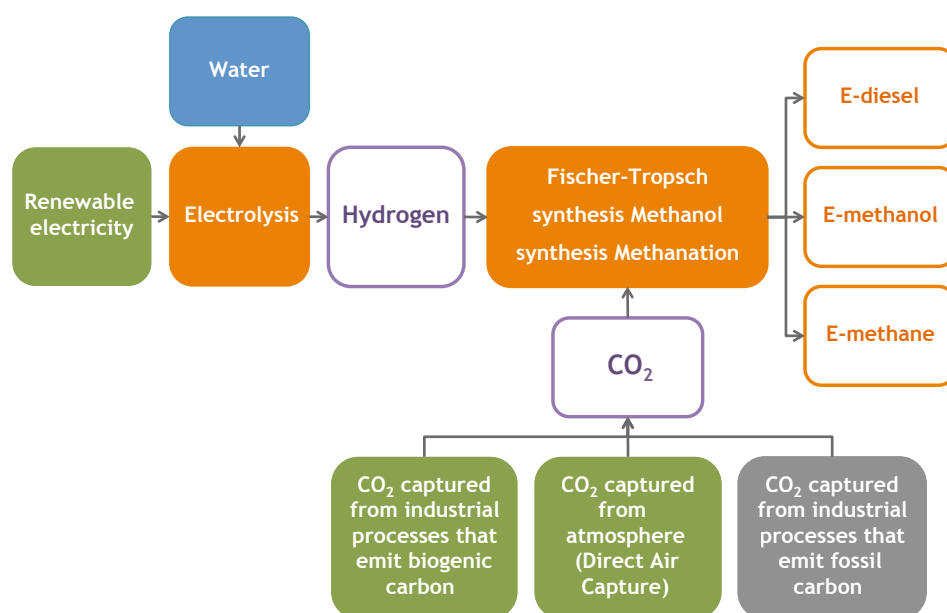 Water
Renewable
electricity
Electrolysis
Hydrogen
Fischer-Tropsch
synthesis Methanol
synthesis Methanation
E-diesel
E-methanol
E-methane
CO₂
CO₂ captured
from industrial
processes that
emit biogenic
carbon
CO₂ captured
from
atmosphere
(Direct Air
Capture)
CO₂ captured
from industrial
processes that
emit fossil
carbon